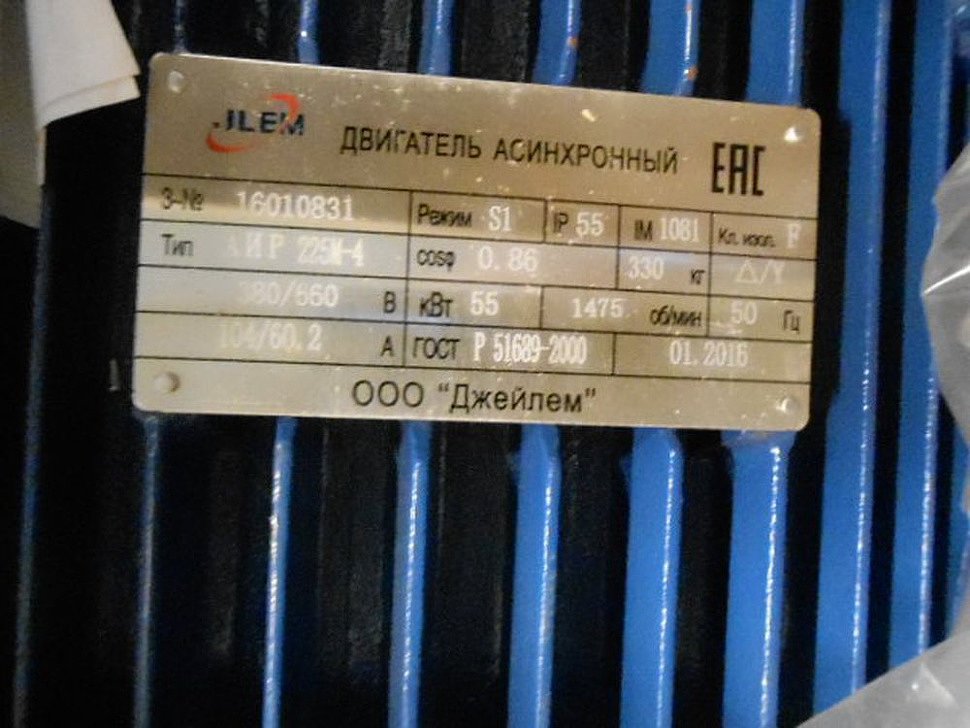 JLEM ДВИГАТЕЛЬ АСИНХРОННЫЙ ЕАС
З-№ 16010831 Режим S1 IP 55 IM 1081 Кл. изол. F
Тип АИР 225M-4 cosφ 0.86 330 кг △/Y
380/660 В кВт 55 1475 об/мин 50 Гц
104/60.2 А ГОСТ Р 51689-2000 01.2016
ООО "Джейлем"